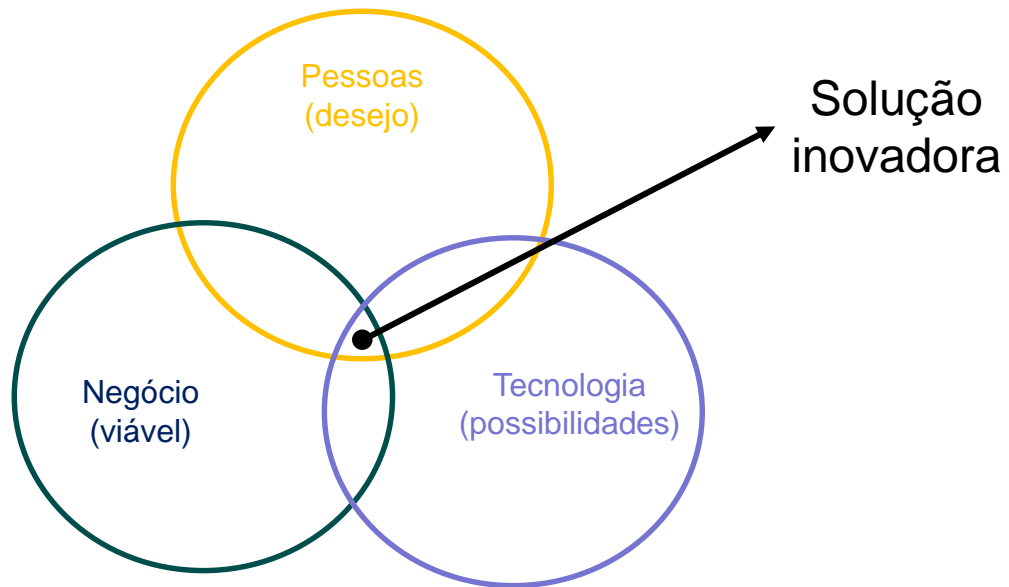 Pessoas
(desejo)
Solução
inovadora
Negócio
(viável)
Tecnologia
(possibilidades)